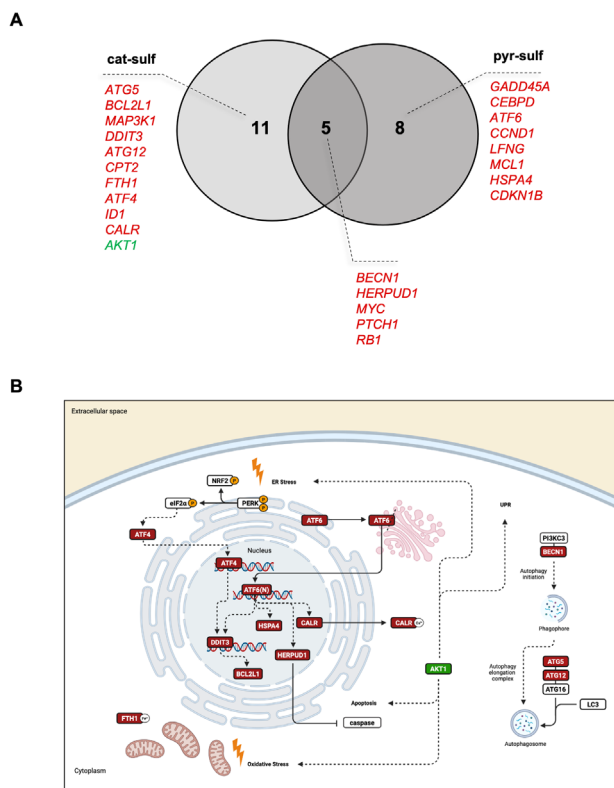 A
cat-sulf
pyr-sulf
ATG5
BCL2L1
MAP3K1
DDIT3
ATG12
CPT2
FTH1
ATF4
ID1
CALR
AKT1
11
5
8
GADD45A
CEBPD
ATF6
CCND1
LFNG
MCL1
HSPA4
CDKN1B
BECN1
HERPUD1
MYC
PTCH1
RB1
B
Extracellular space
NRF2 P
ER Stress
eIF2α P
PERK P
P
UPR
ATF6
ATF6
ATF4
PI3KC3
BECN1
Nucleus
ATF4
Autophagy
initiation
ATF6(N)
HSPA4
CALR
CALR
Phagophore
DDIT3
HERPUD1
BCL2L1
AKT1
ATG5
ATG12
ATG16
Autophagy
elongation
complex
LC3
Apoptosis
caspase
FTH1
Autophagosome
Oxidative Stress
Cytoplasm